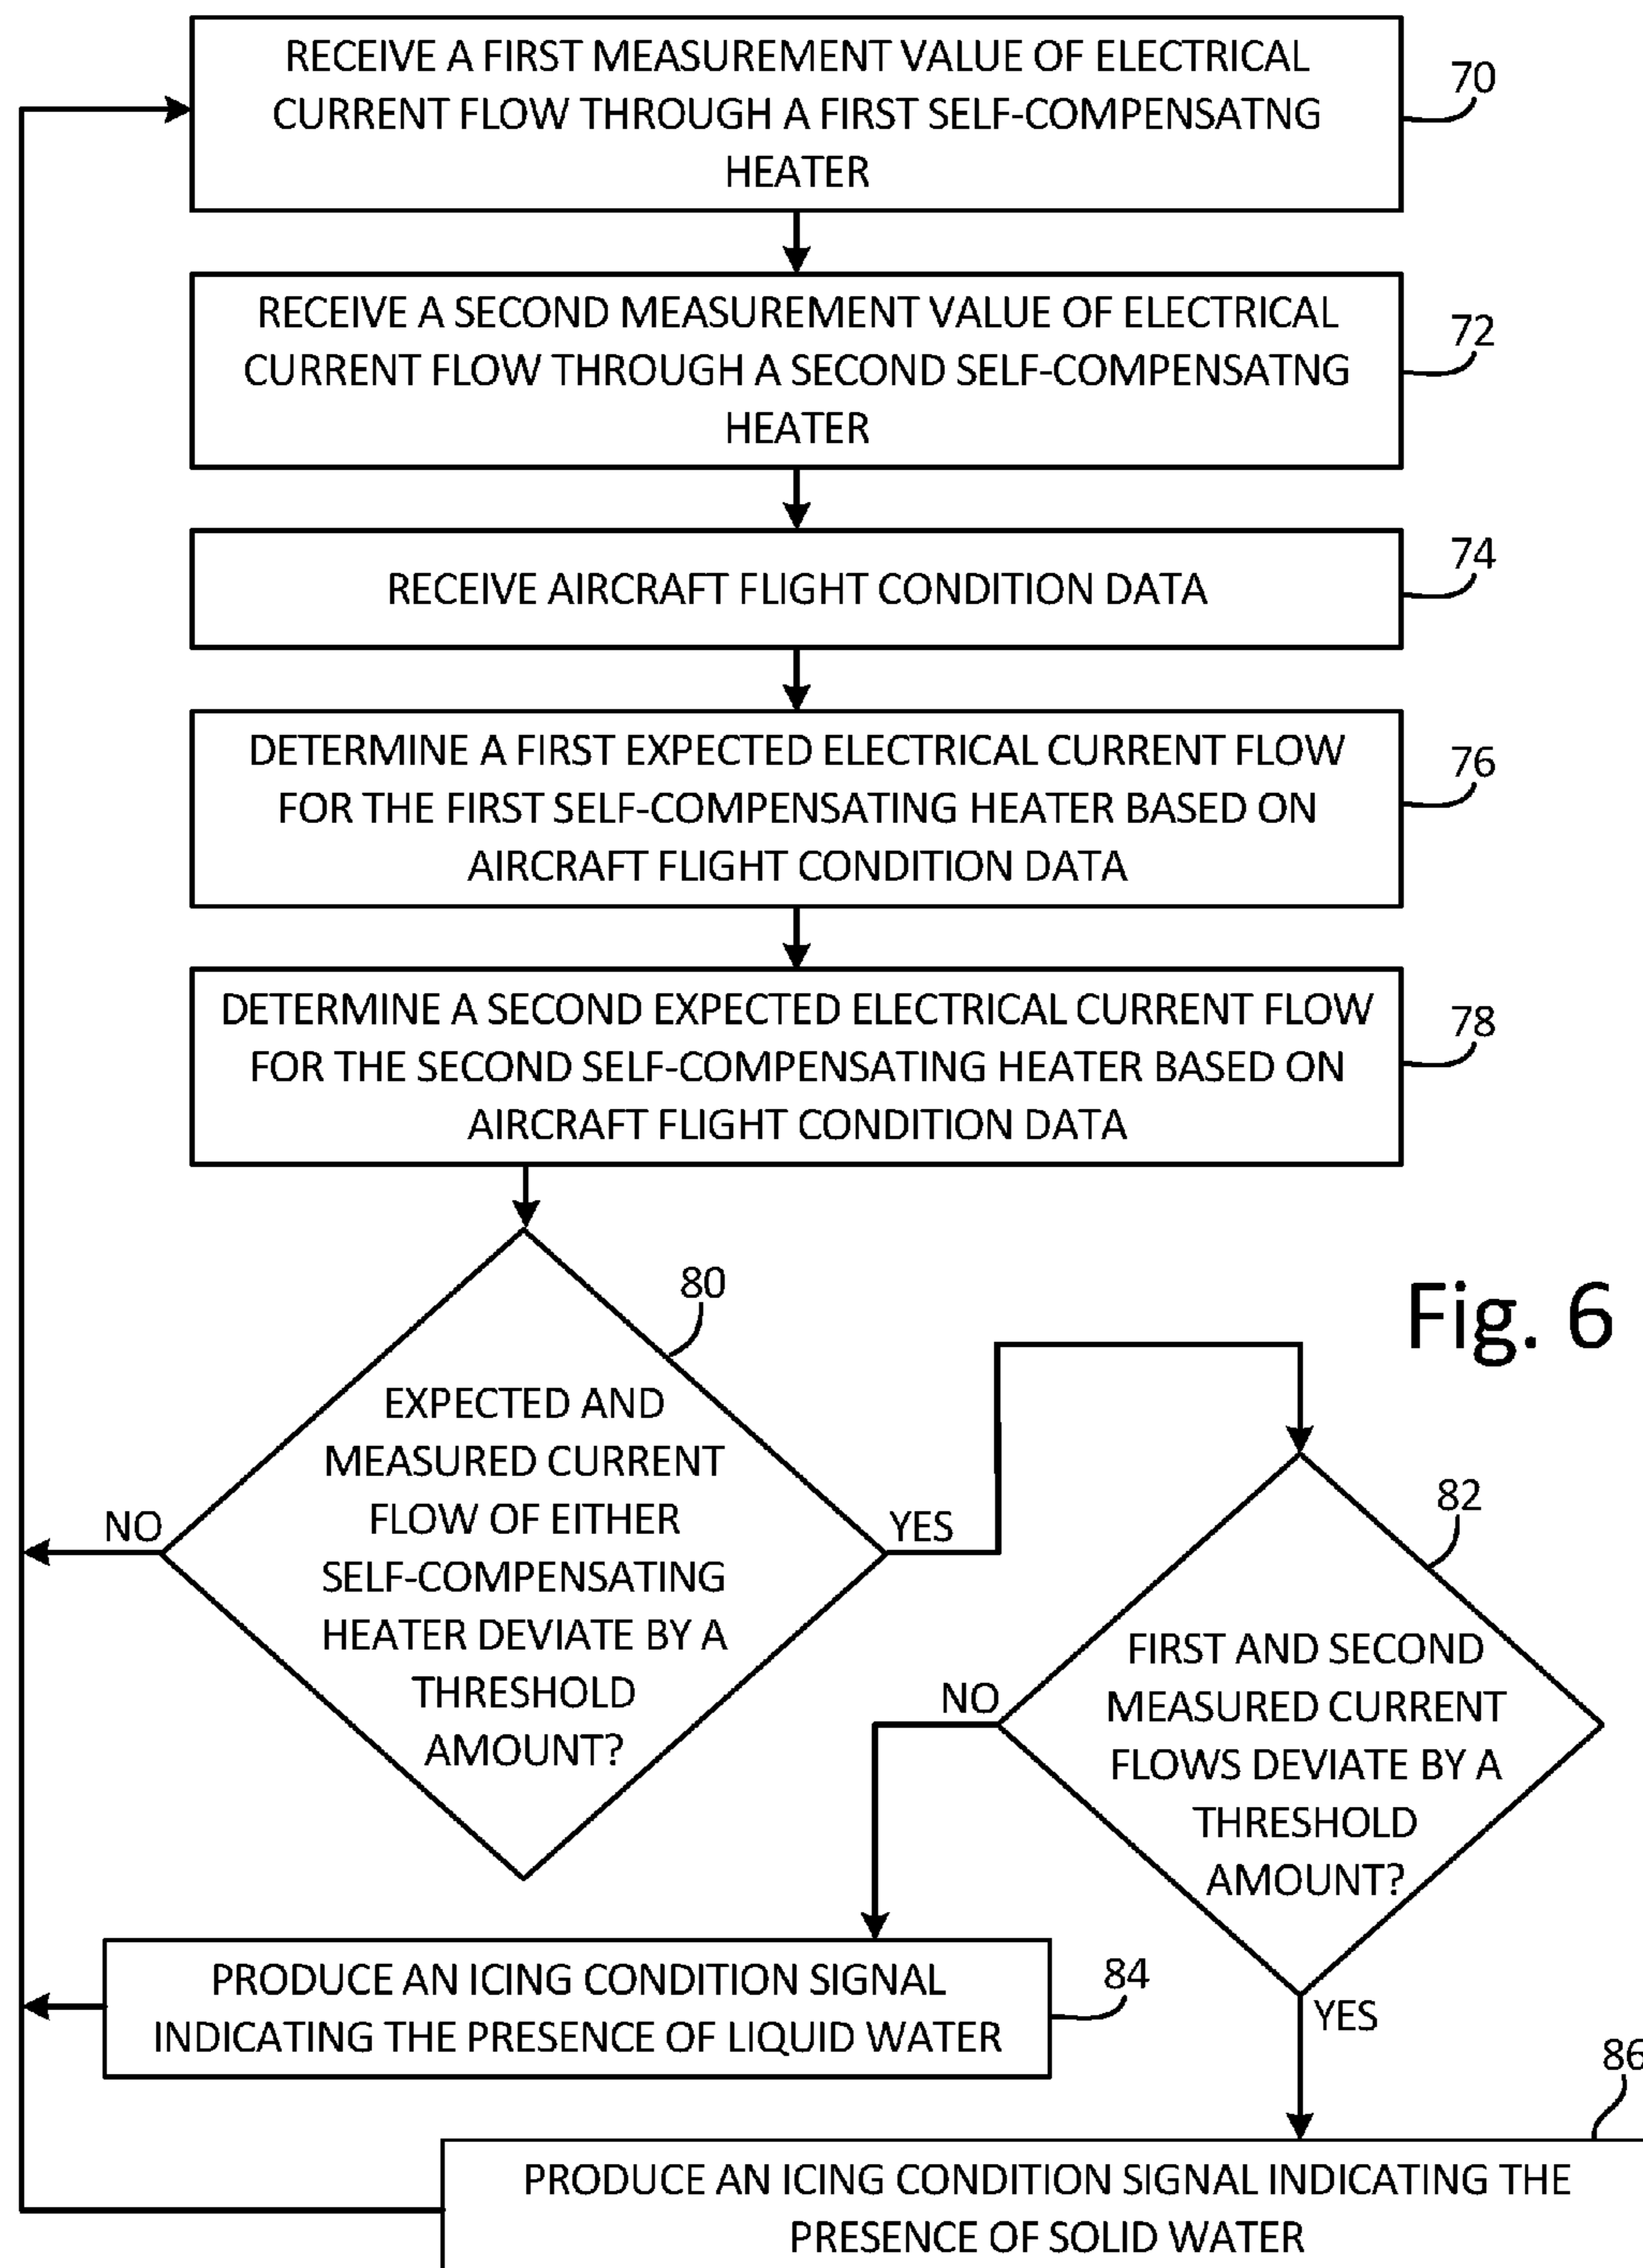 RECEIVE A FIRST MEASUREMENT VALUE OF ELECTRICAL
CURRENT FLOW THROUGH A FIRST SELF-COMPENSATNG
HEATER
70
RECEIVE A SECOND MEASUREMENT VALUE OF ELECTRICAL
CURRENT FLOW THROUGH A SECOND SELF-COMPENSATNG
HEATER
72
RECEIVE AIRCRAFT FLIGHT CONDITION DATA
74
DETERMINE A FIRST EXPECTED ELECTRICAL CURRENT FLOW
FOR THE FIRST SELF-COMPENSATING HEATER BASED ON
AIRCRAFT FLIGHT CONDITION DATA
76
DETERMINE A SECOND EXPECTED ELECTRICAL CURRENT FLOW
FOR THE SECOND SELF-COMPENSATING HEATER BASED ON
AIRCRAFT FLIGHT CONDITION DATA
78
80
Fig. 6
EXPECTED AND
MEASURED CURRENT
FLOW OF EITHER
SELF-COMPENSATING
HEATER DEVIATE BY A
THRESHOLD
AMOUNT?
NO
YES
82
FIRST AND SECOND
MEASURED CURRENT
FLOWS DEVIATE BY A
THRESHOLD
AMOUNT?
NO
YES
PRODUCE AN ICING CONDITION SIGNAL
INDICATING THE PRESENCE OF LIQUID WATER
84
86
PRODUCE AN ICING CONDITION SIGNAL INDICATING THE
PRESENCE OF SOLID WATER